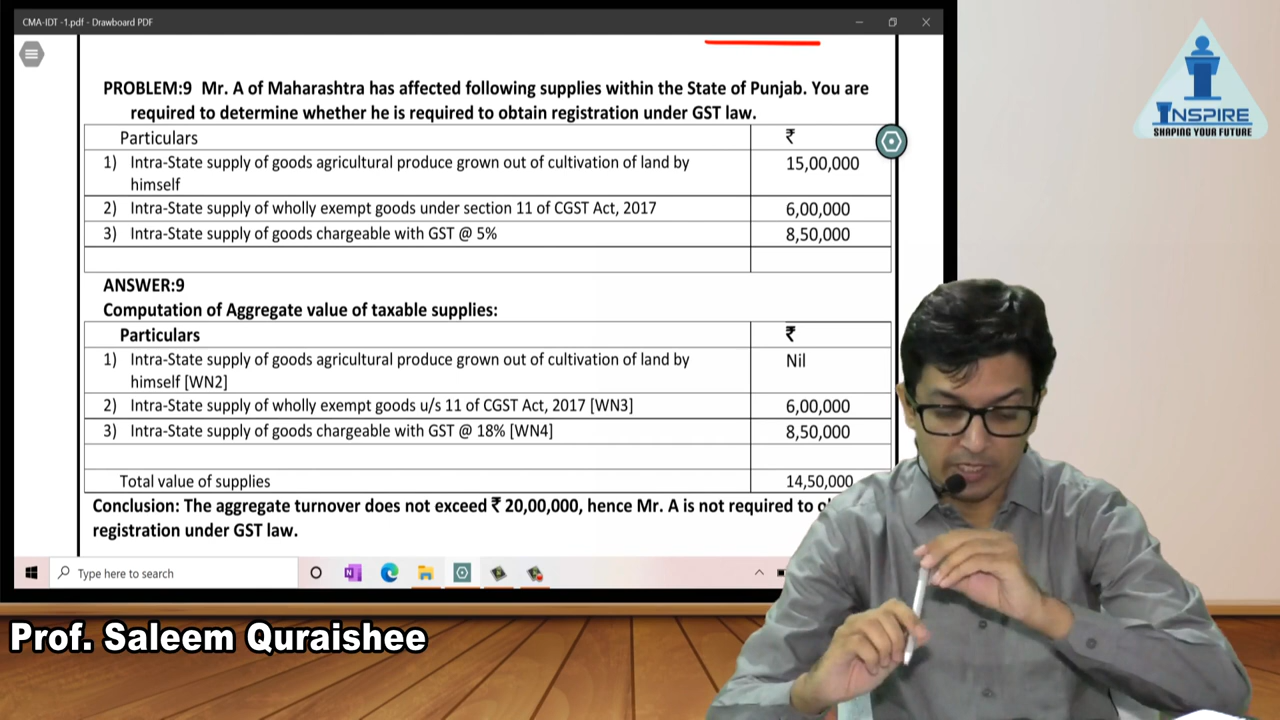 CMA-IDT -1.pdf - Drawboard PDF
PROBLEM:9 Mr. A of Maharashtra has affected following supplies within the State of Punjab. You are
required to determine whether he is required to obtain registration under GST law.
Particulars ₹
1) Intra-State supply of goods agricultural produce grown out of cultivation of land by 15,00,000
himself
2) Intra-State supply of wholly exempt goods under section 11 of CGST Act, 2017 6,00,000
3) Intra-State supply of goods chargeable with GST @ 5% 8,50,000
ANSWER:9
Computation of Aggregate value of taxable supplies:
Particulars ₹
1) Intra-State supply of goods agricultural produce grown out of cultivation of land by Nil
himself [WN2]
2) Intra-State supply of wholly exempt goods u/s 11 of CGST Act, 2017 [WN3] 6,00,000
3) Intra-State supply of goods chargeable with GST @ 18% [WN4] 8,50,000
Total value of supplies 14,50,000
Conclusion: The aggregate turnover does not exceed ₹ 20,00,000, hence Mr. A is not required to
registration under GST law.
Type here to search
Prof. Saleem Quraishee
INSPIRE
SHAPING YOUR FUTURE